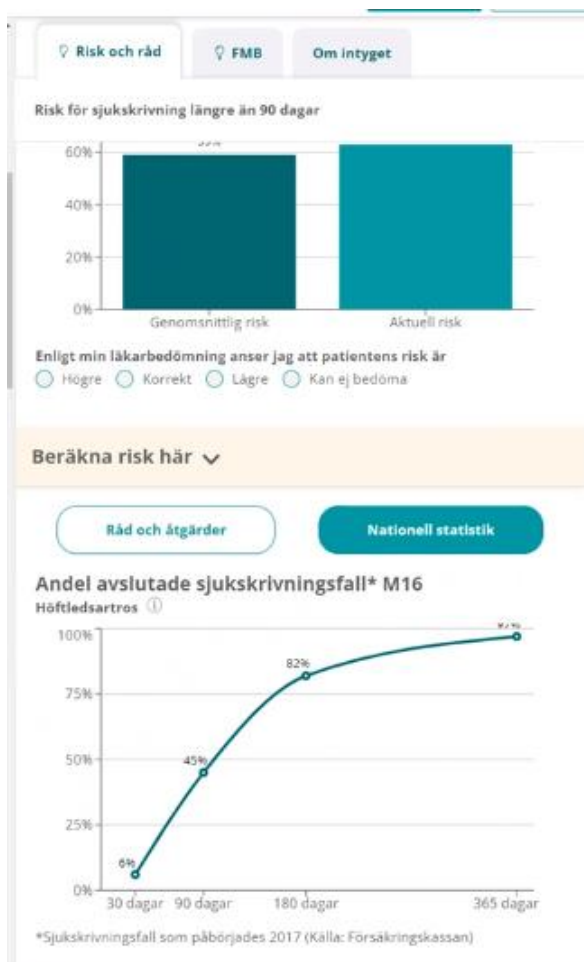 Risk och råd FMB Om intyget
Risk för sjukskrivning längre än 90 dagar
60%
40%
20%
0%
Genomsnittlig risk Aktuell risk
Enligt min läkarbedömning anser jag att patientens risk är
Högre Korrekt Lägre Kan ej bedöma
Beräkna risk här
Råd och åtgärder Nationell statistik
Andel avslutade sjukskrivningsfall* M16
Höftledsartros
100%
82%
75%
50%
45%
25%
6%
0%
30 dagar 90 dagar 180 dagar 365 dagar
*Sjukskrivningsfall som påbörjades 2017 (Källa: Försäkringskassan)